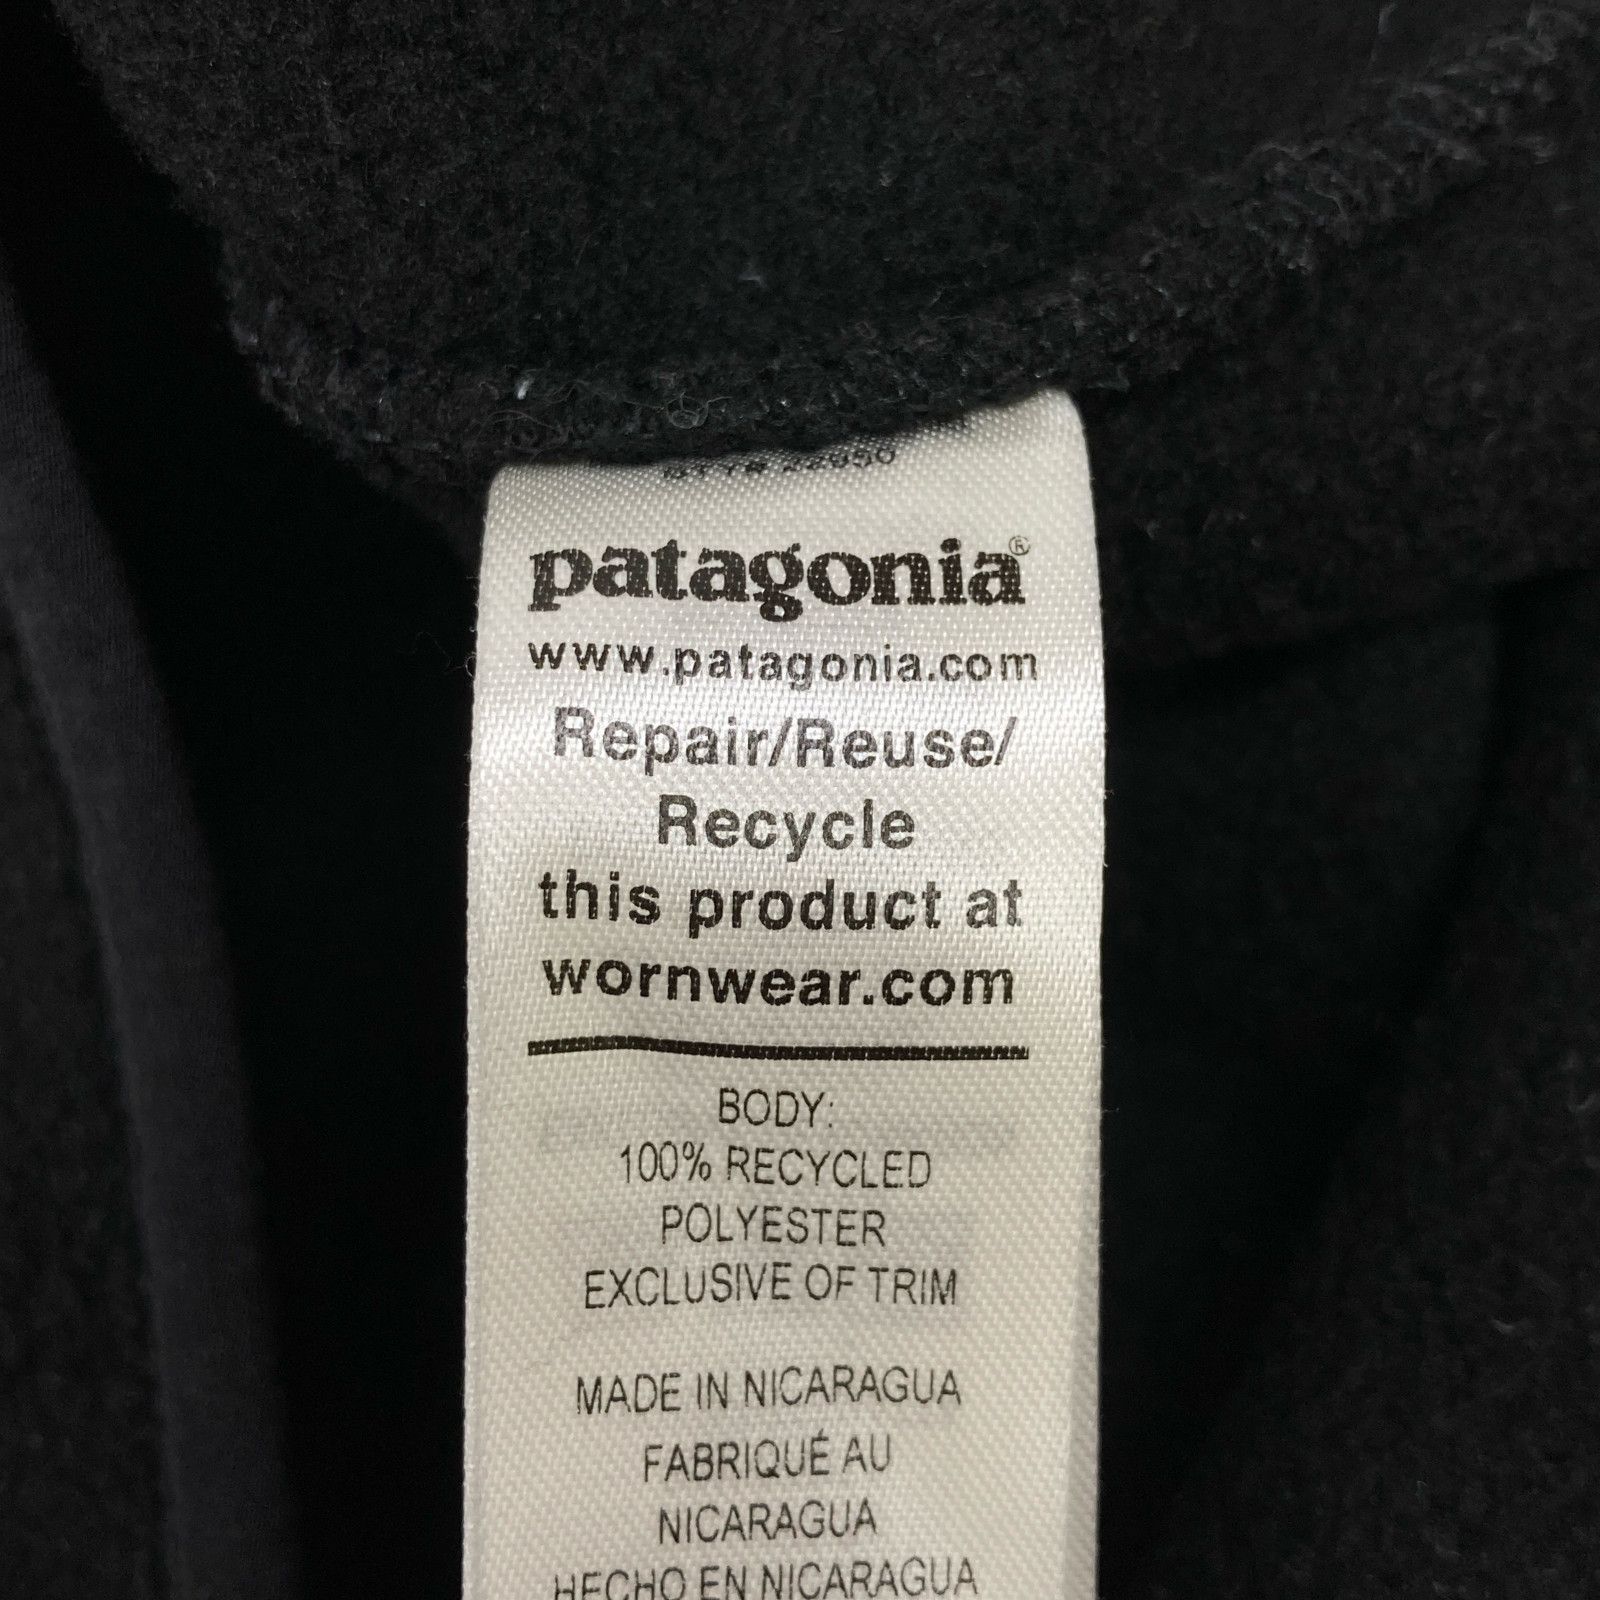 patagonia®
www.patagonia.com
Repair/Reuse/
Recycle
this product at
wornwear.com
BODY:
100% RECYCLED
POLYESTER
EXCLUSIVE OF TRIM
MADE IN NICARAGUA
FABRIQUÉ AU
NICARAGUA
HECHO EN NICARAGUA